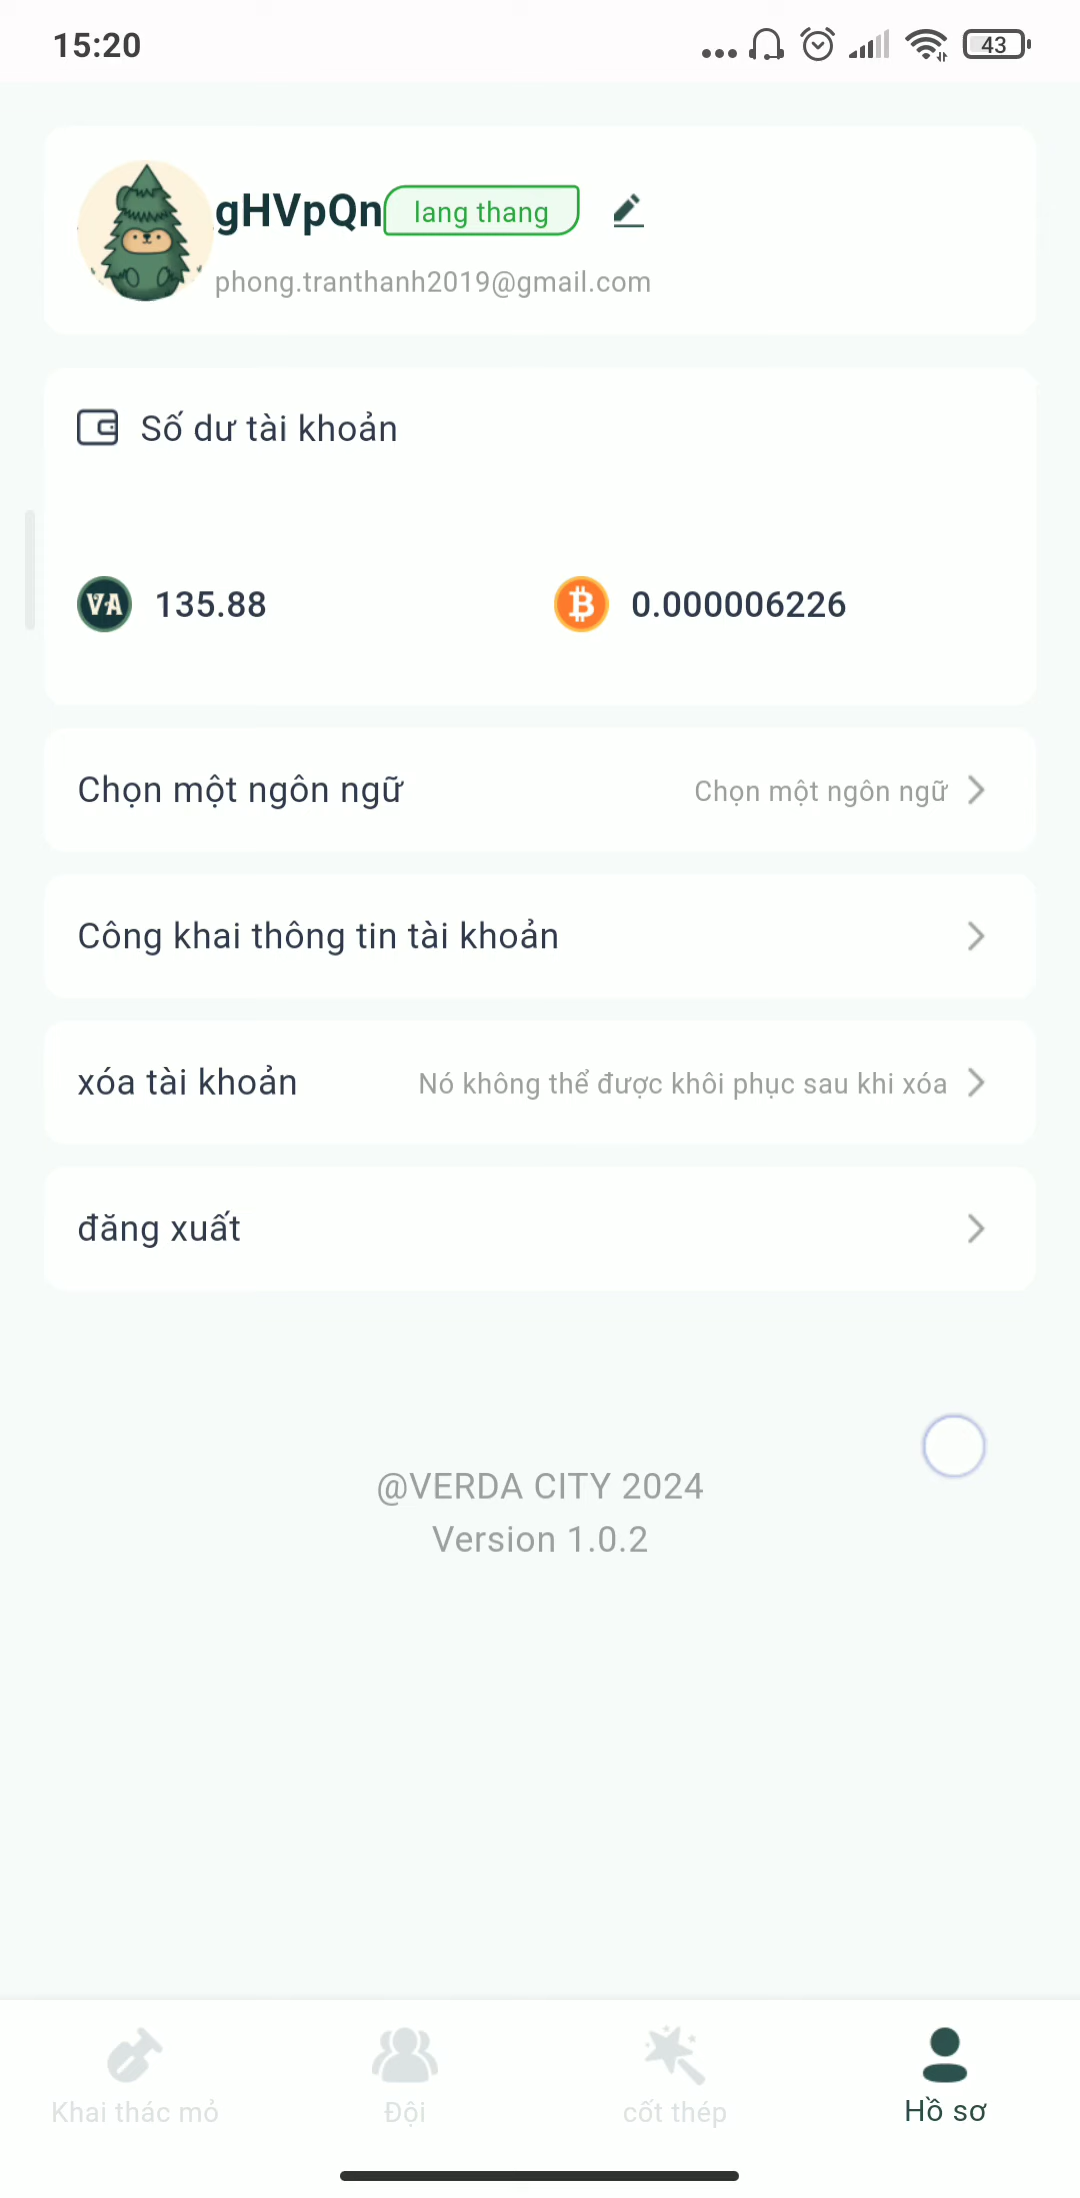 15:20
43
gHVpQn
lang thang
phong.tranthanh2019@gmail.com
Số dư tài khoản
VA
135.88
0.000006226
Chọn một ngôn ngữ
Chọn một ngôn ngữ
Công khai thông tin tài khoản
xóa tài khoản
Nó không thể được khôi phục sau khi xóa
đăng xuất
@VERDA CITY 2024
Version 1.0.2
Khai thác mỏ
Đội
cốt thép
Hồ sơ